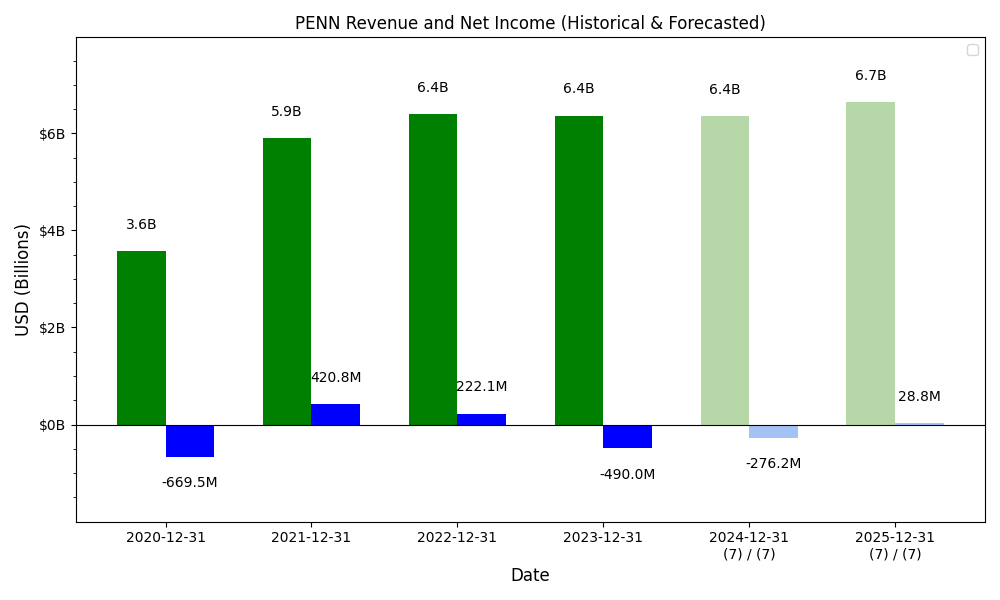 PENN Revenue and Net Income (Historical & Forecasted)
6.7B
6.4B
6.4B
6.4B
5.9B
$6B
3.6B
$4B
USD (Billions)
$2B
420.8M
222.1M
28.8M
$0B
-669.5M
-490.0M
-276.2M
2020-12-31
2021-12-31
2022-12-31
2023-12-31
2024-12-31
(7) / (7)
2025-12-31
(7) / (7)
Date